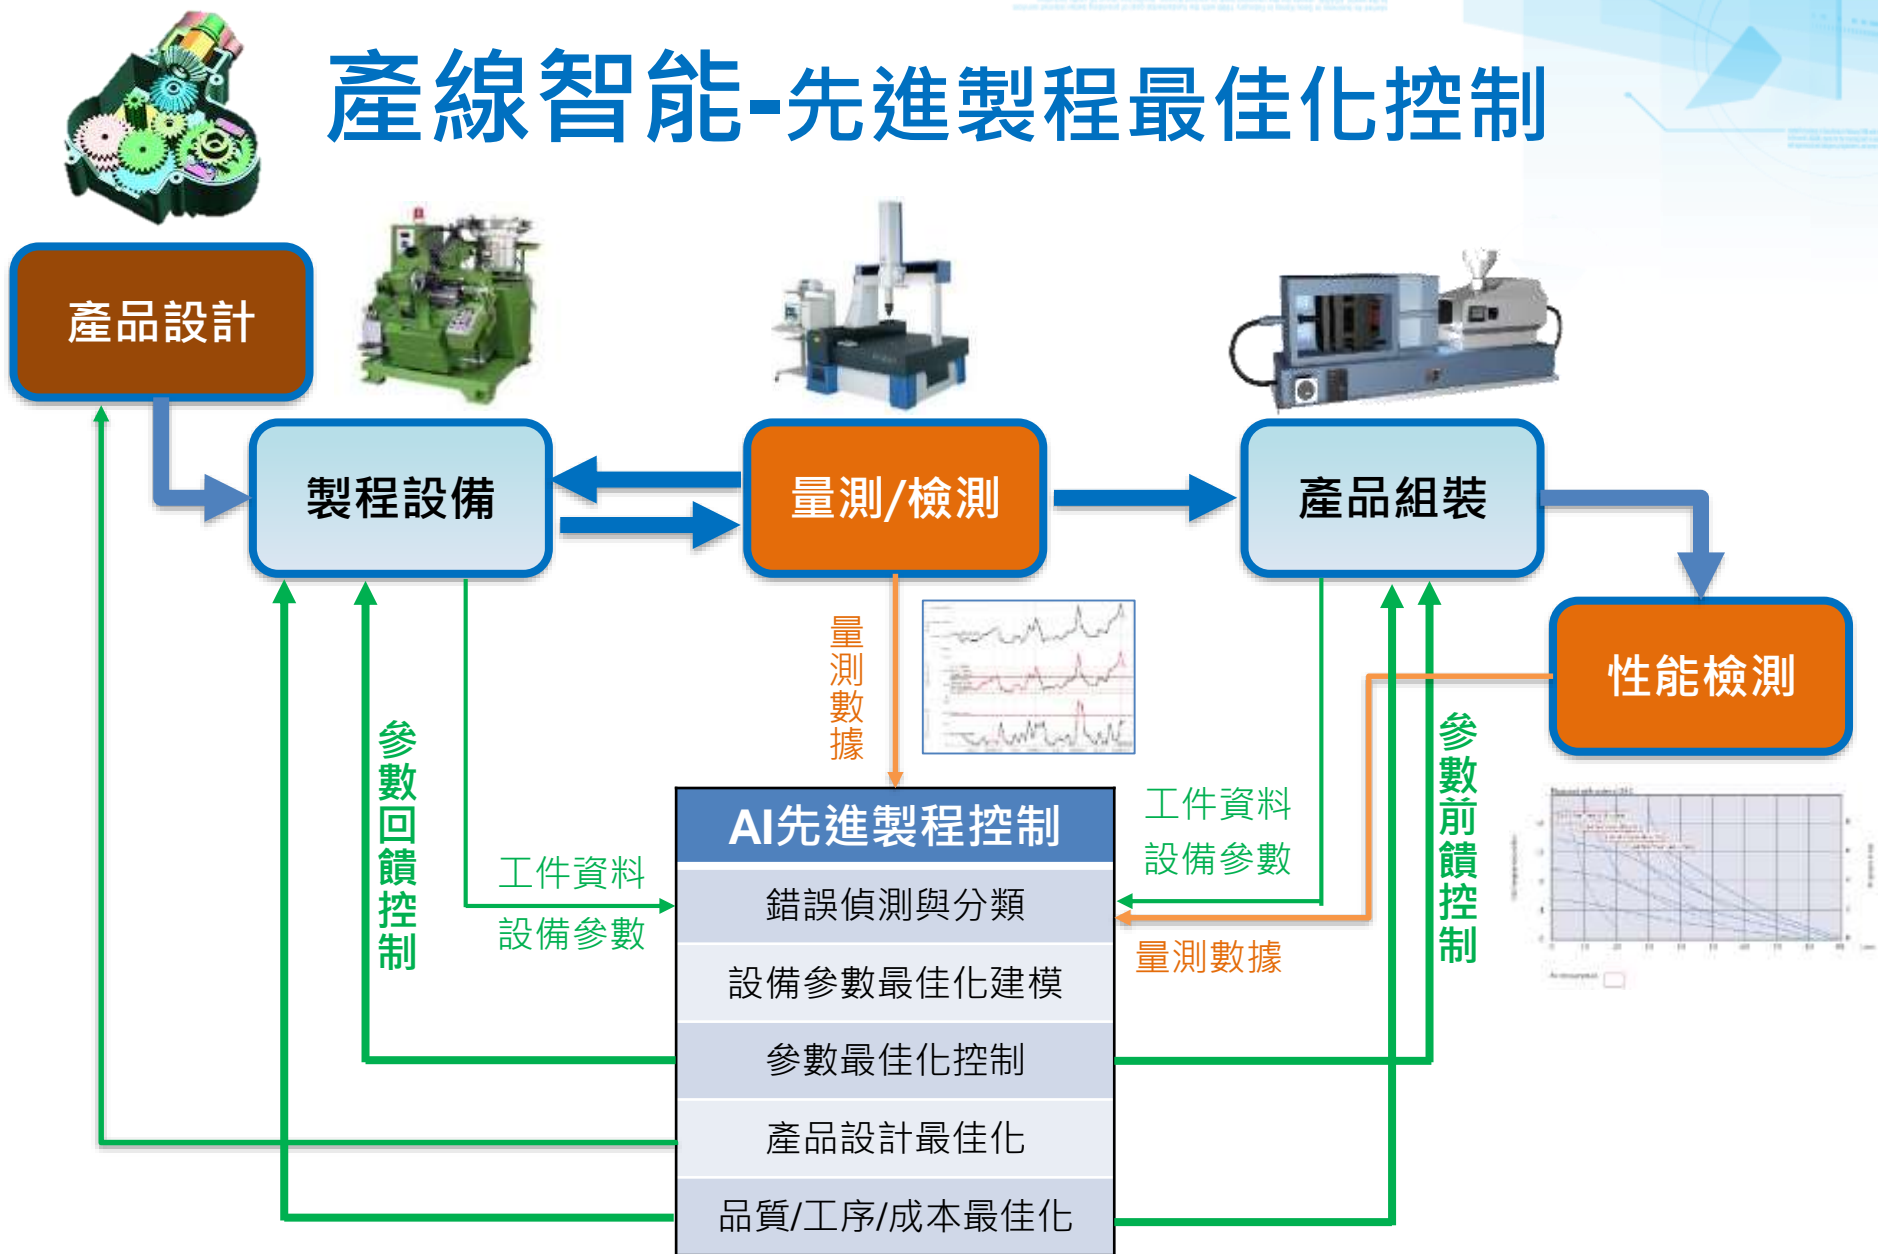 產線智能-先進製程最佳化控制
產品設計
製程設備
量測/檢測
產品組裝
性能檢測
量測數據
參數回饋控制
參數前饋控制
工件資料
設備參數
工件資料
設備參數
量測數據
AI先進製程控制
錯誤偵測與分類
設備參數最佳化建模
參數最佳化控制
產品設計最佳化
品質/工序/成本最佳化